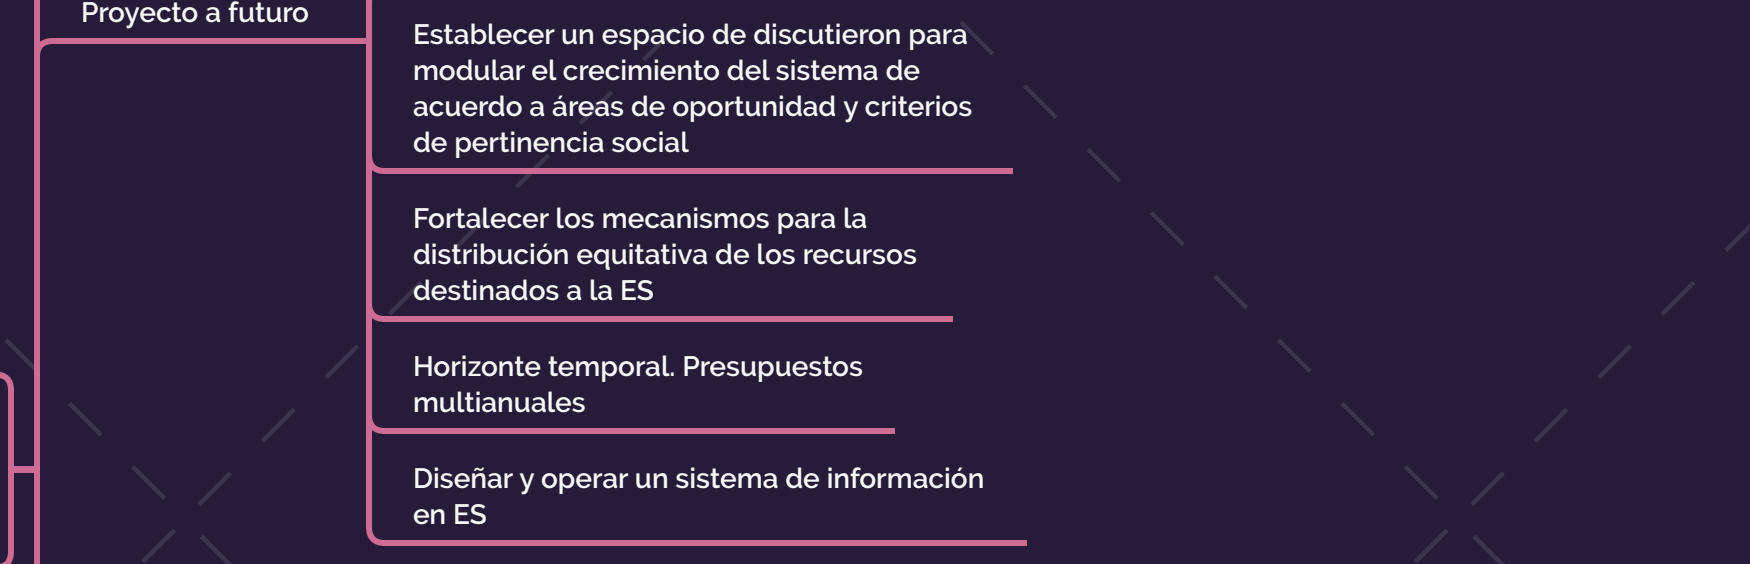 Proyecto a futuro
Establecer un espacio de discutieron para
modular el crecimiento del sistema de
acuerdo a áreas de oportunidad y criterios
de pertinencia social
Fortalecer los mecanismos para la
distribución equitativa de los recursos
destinados a la ES
Horizonte temporal. Presupuestos
multianuales
Diseñar y operar un sistema de información
en ES